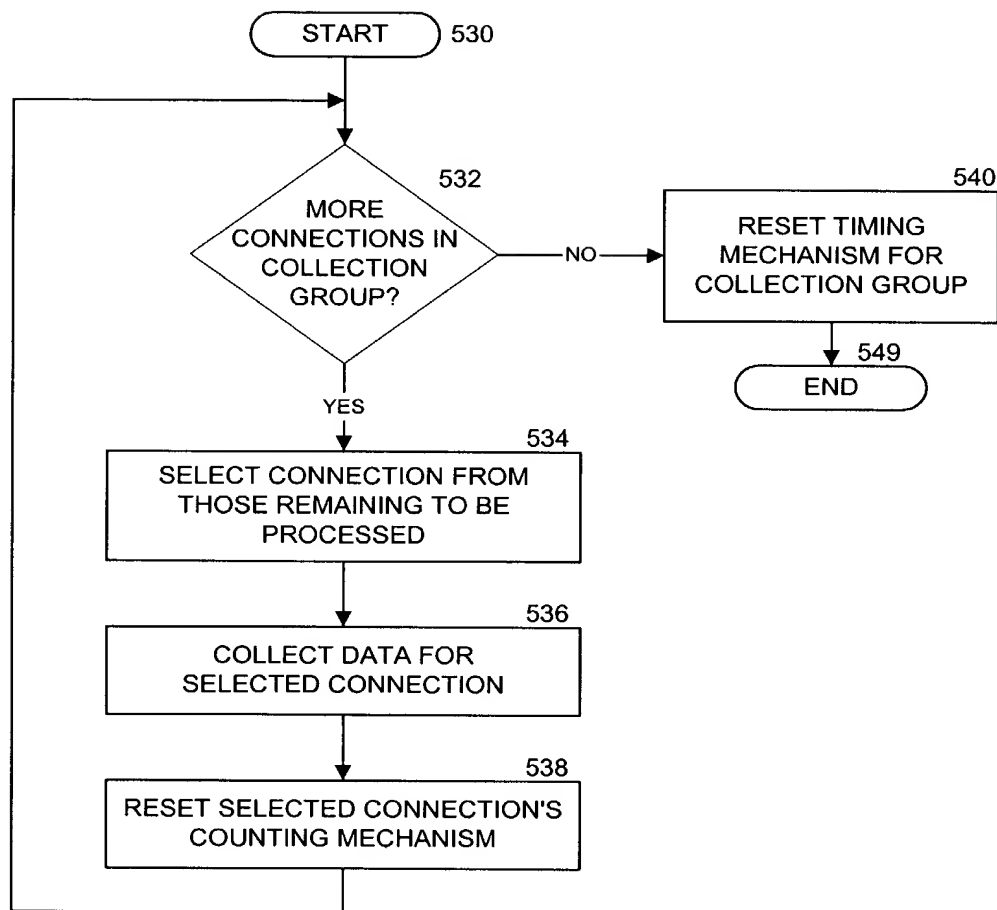 START
530
532
MORE
CONNECTIONS IN
COLLECTION
GROUP?
NO
540
RESET TIMING
MECHANISM FOR
COLLECTION GROUP
549
END
YES
534
SELECT CONNECTION FROM
THOSE REMAINING TO BE
PROCESSED
536
COLLECT DATA FOR
SELECTED CONNECTION
538
RESET SELECTED CONNECTION'S
COUNTING MECHANISM